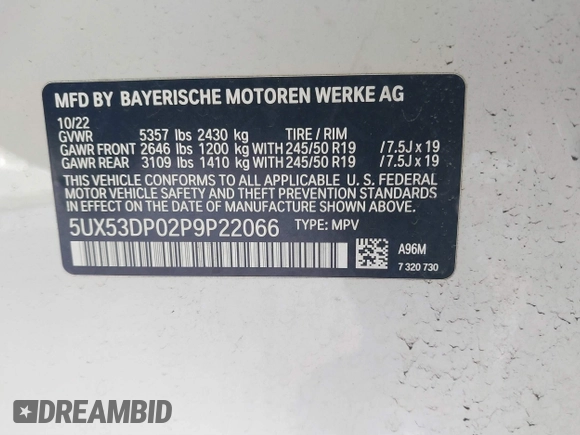 MFD BY BAYERISCHE MOTOREN WERKE AG
10/22
GVWR 5357 lbs 2430 kg TIRE / RIM
GAWR FRONT 2646 lbs 1200 kg WITH 245/50 R19 /7.5J x 19
GAWR REAR 3109 lbs 1410 kg WITH 245/50 R19 /7.5J x 19
THIS VEHICLE CONFORMS TO ALL APPLICABLE U. S. FEDERAL
MOTOR VEHICLE SAFETY AND THEFT PREVENTION STANDARDS
IN EFFECT ON THE DATE OF MANUFACTURE SHOWN ABOVE.
5UX53DP02P9P22066 TYPE: MPV
A96M
7 320 730
DREAMBID